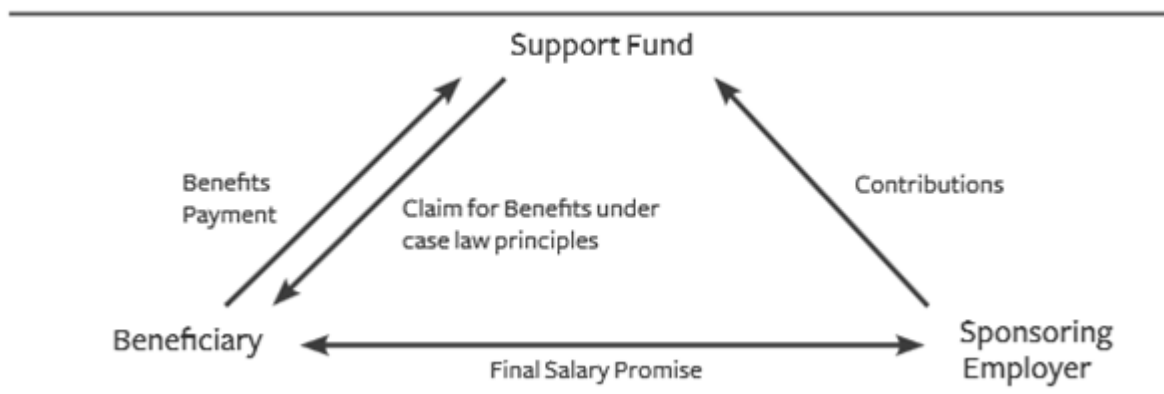 Support Fund
Benefits
Payment
Contributions
Claim for Benefits under
case law principles
Beneficiary
Sponsoring
Employer
Final Salary Promise